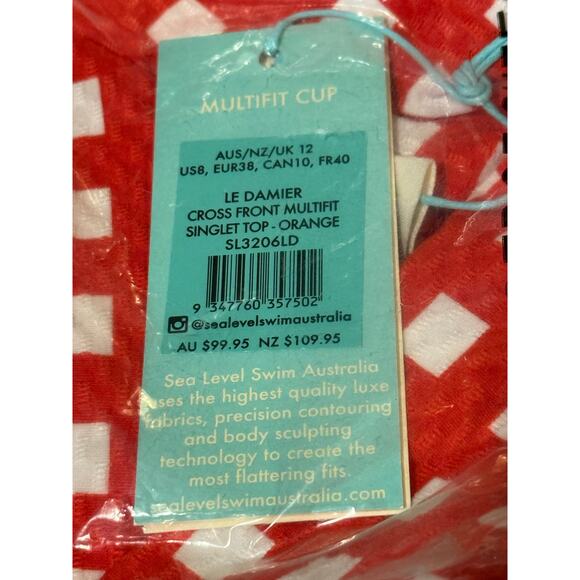 MULTIFIT CUP
AUS/NZ/UK 12
US8, EUR38, CAN10, FR40
LE DAMIER
CROSS FRONT MULTIFIT
SINGLET TOP - ORANGE
SL3206LD
9 347760 357502
@sealevelswimaustralia
AU $99.95 NZ $109.95
Sea Level Swim Australia
uses the highest quality luxe
fabrics, precision contouring
and body sculpting
technology to create the
most flattering fits.
sealevelswimaustralia.com